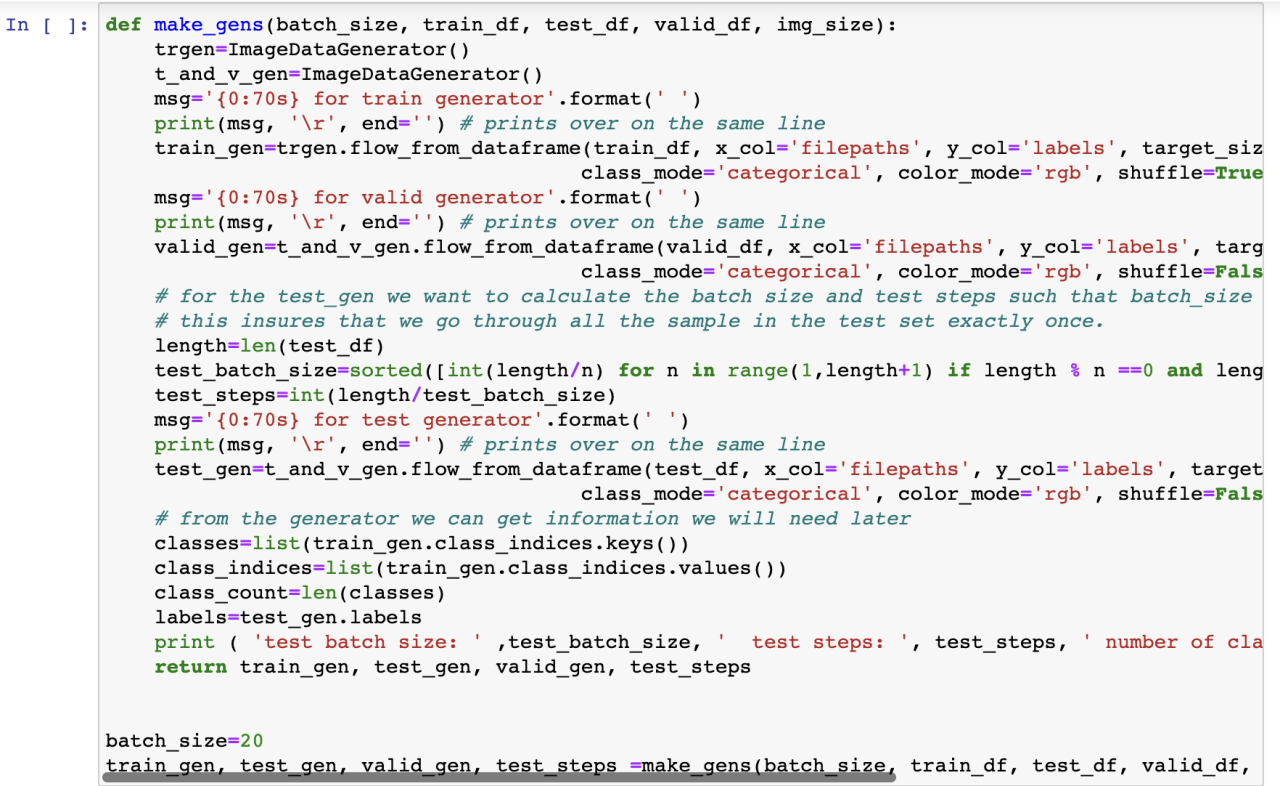 In [ ]: def make_gens(batch_size, train_df, test_df, valid_df, img_size):
    trgen=ImageDataGenerator()
    t_and_v_gen=ImageDataGenerator()
    msg='{0:70s} for train generator'.format(' ')
    print(msg, '\r', end='') # prints over on the same line
    train_gen=trgen.flow_from_dataframe(train_df, x_col='filepaths', y_col='labels', target_siz
                                       class_mode='categorical', color_mode='rgb', shuffle=True
    msg='{0:70s} for valid generator'.format(' ')
    print(msg, '\r', end='') # prints over on the same line
    valid_gen=t_and_v_gen.flow_from_dataframe(valid_df, x_col='filepaths', y_col='labels', targ
                                       class_mode='categorical', color_mode='rgb', shuffle=Fals
    # for the test_gen we want to calculate the batch size and test steps such that batch_size
    # this insures that we go through all the sample in the test set exactly once.
    length=len(test_df)
    test_batch_size=sorted([int(length/n) for n in range(1,length+1) if length % n ==0 and leng
    test_steps=int(length/test_batch_size)
    msg='{0:70s} for test generator'.format(' ')
    print(msg, '\r', end='') # prints over on the same line
    test_gen=t_and_v_gen.flow_from_dataframe(test_df, x_col='filepaths', y_col='labels', target
                                       class_mode='categorical', color_mode='rgb', shuffle=Fals
    # from the generator we can get information we will need later
    classes=list(train_gen.class_indices.keys())
    class_indices=list(train_gen.class_indices.values())
    class_count=len(classes)
    labels=test_gen.labels
    print ( 'test batch size: ' ,test_batch_size, '  test steps: ', test_steps, ' number of cla
    return train_gen, test_gen, valid_gen, test_steps
batch_size=20
train_gen, test_gen, valid_gen, test_steps =make_gens(batch_size, train_df, test_df, valid_df,